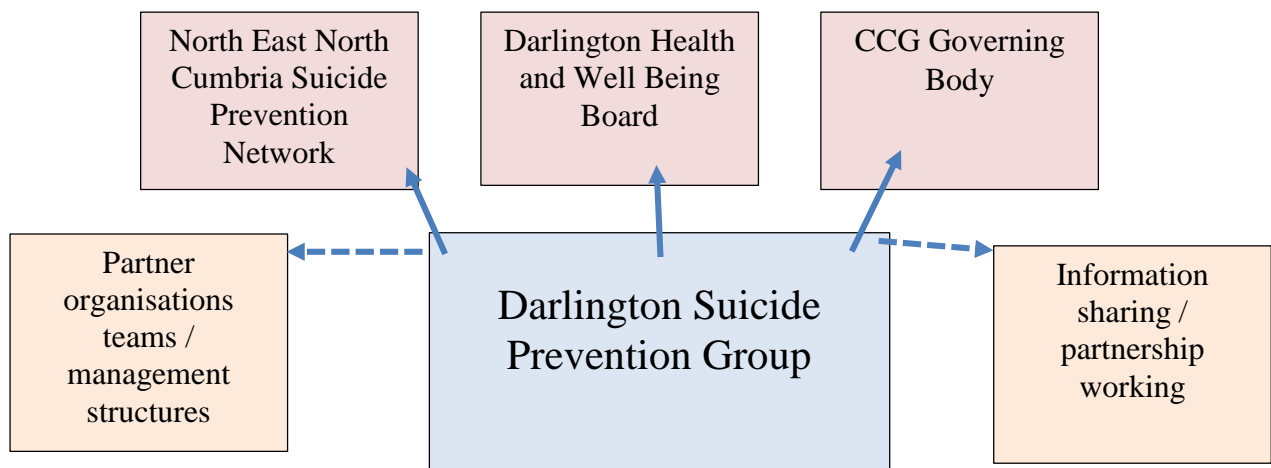 North East North
Cumbria Suicide
Prevention
Network
Darlington Health
and Well Being
Board
CCG Governing
Body
Partner
organisations
teams /
management
structures
Darlington Suicide
Prevention Group
Information
sharing /
partnership
working